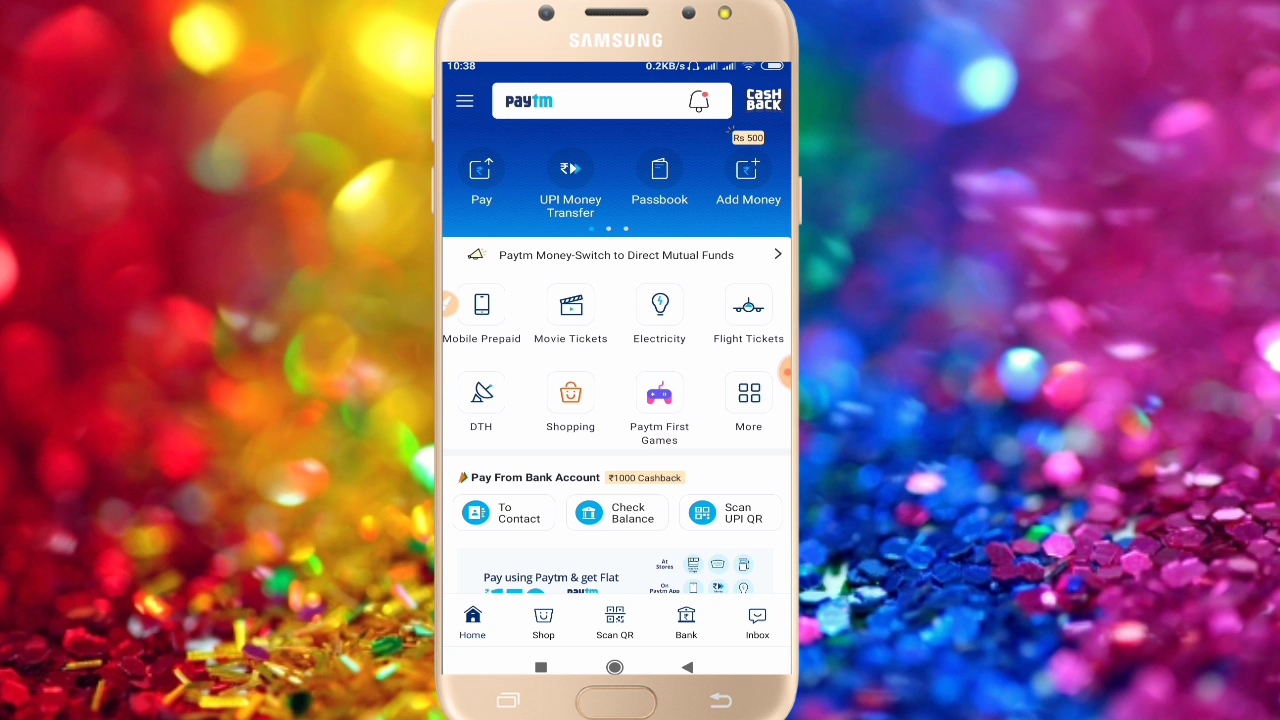 SAMSUNG
10:38
0.2KB/s
paytm
CASH
BACK
Rs 500
Pay
UPI Money
Transfer
Passbook
Add Money
Paytm Money-Switch to Direct Mutual Funds
Mobile Prepaid
Movie Tickets
Electricity
Flight Tickets
DTH
Shopping
Paytm First
Games
More
Pay From Bank Account
₹1000 Cashback
To
Contact
Check
Balance
Scan
UPI QR
At
Stores
Pay using Paytm & get Flat
On
Paytm App
paytm
Home
Shop
Scan QR
Bank
Inbox